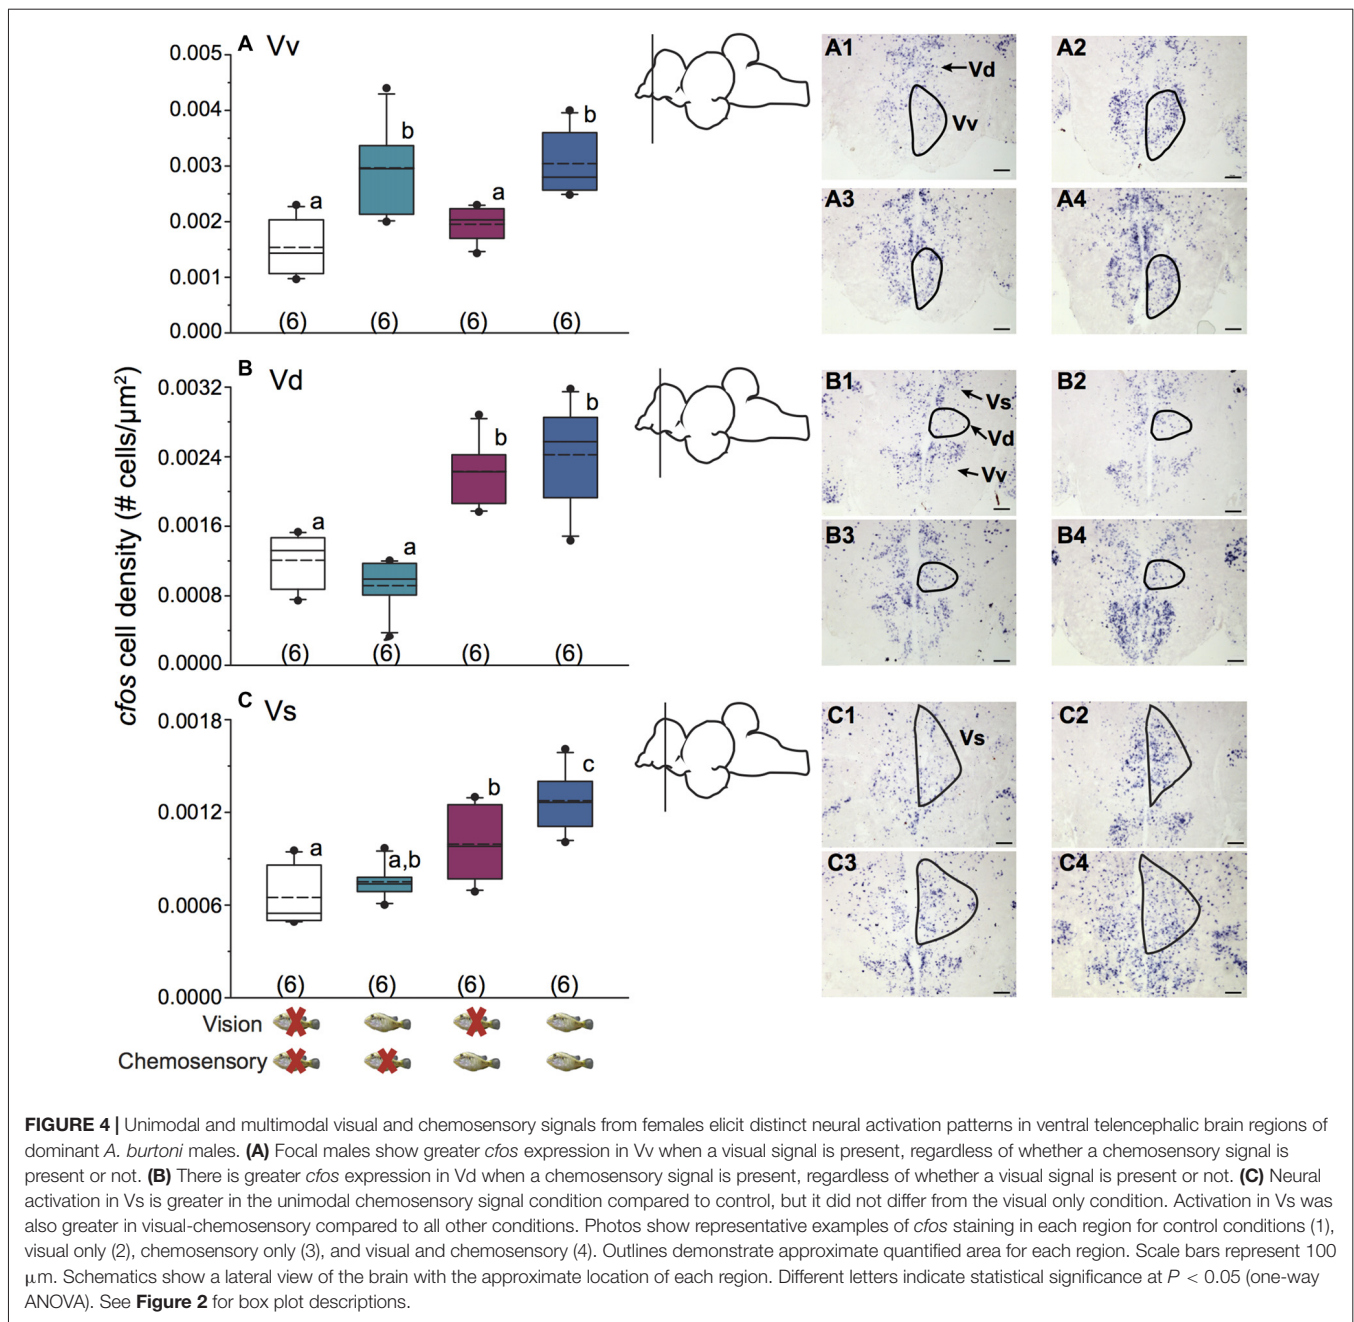 A Vv
0.005
0.004
0.003
0.002
0.001
0.000
a
b
a
b
(6) (6) (6) (6)
A1
Vd
Vv
A2
A3
A4
cfos cell density (# cells/μm²)
B Vd
0.0032
0.0024
0.0016
0.0008
0.0000
a
a
b
b
(6) (6) (6) (6)
B1
Vs
Vd
Vv
B2
B3
B4
C Vs
0.0018
0.0012
0.0006
0.0000
a
a,b
b
c
(6) (6) (6) (6)
C1
Vs
C2
C3
C4
Vision
Chemosensory
FIGURE 4 | Unimodal and multimodal visual and chemosensory signals from females elicit distinct neural activation patterns in ventral telencephalic brain regions of
dominant A. burtoni males. (A) Focal males show greater cfos expression in Vv when a visual signal is present, regardless of whether a chemosensory signal is
present or not. (B) There is greater cfos expression in Vd when a chemosensory signal is present, regardless of whether a visual signal is present or not. (C) Neural
activation in Vs is greater in the unimodal chemosensory signal condition compared to control, but it did not differ from the visual only condition. Activation in Vs was
also greater in visual-chemosensory compared to all other conditions. Photos show representative examples of cfos staining in each region for control conditions (1),
visual only (2), chemosensory only (3), and visual and chemosensory (4). Outlines demonstrate approximate quantified area for each region. Scale bars represent 100
μm. Schematics show a lateral view of the brain with the approximate location of each region. Different letters indicate statistical significance at P < 0.05 (one-way
ANOVA). See Figure 2 for box plot descriptions.